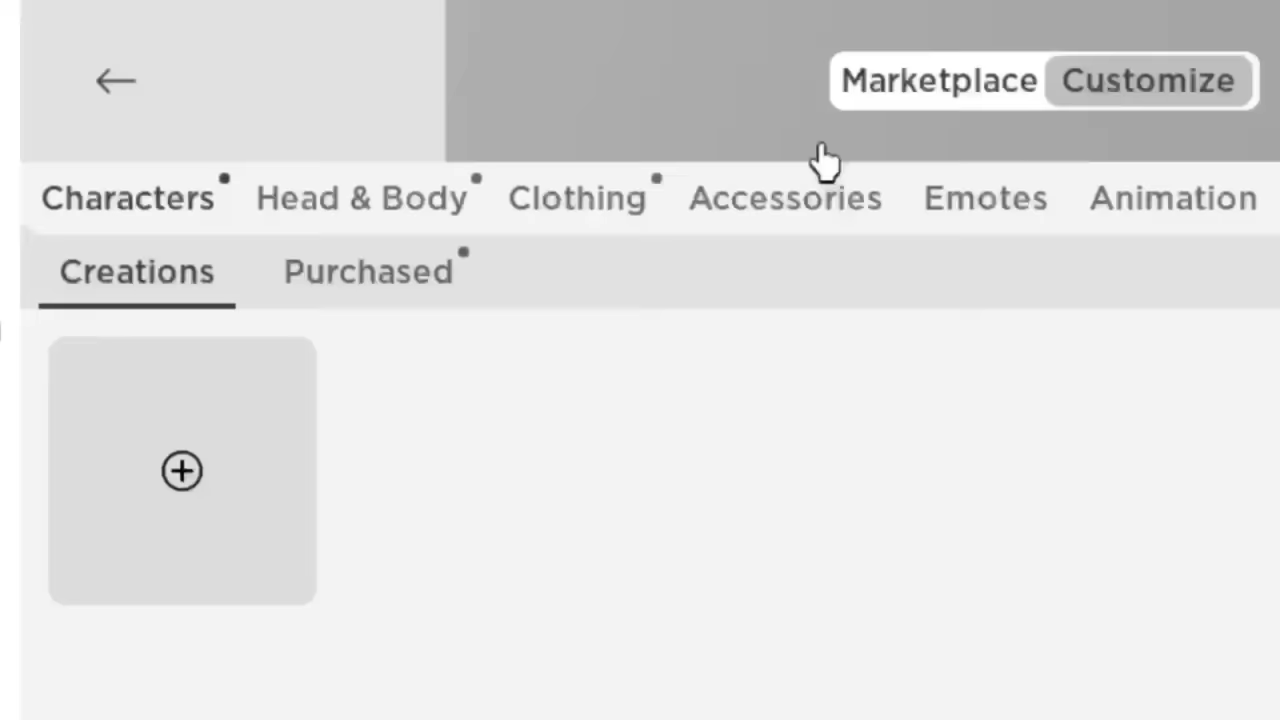 Marketplace Customize
Characters Head & Body Clothing Accessories Emotes Animation
Creations Purchased